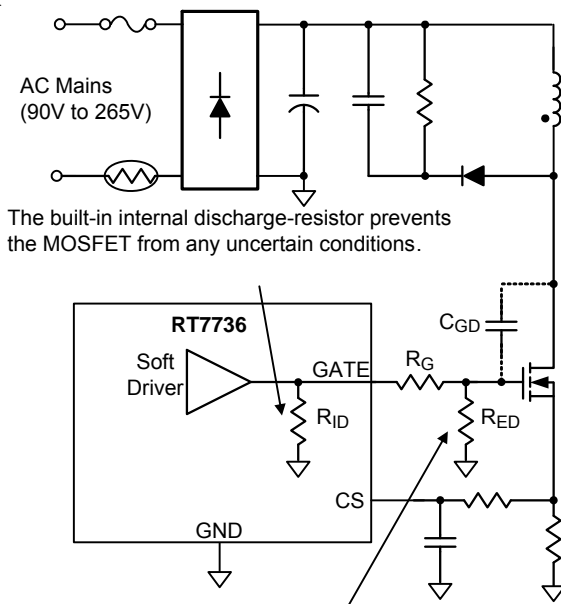 AC Mains
(90V to 265V)
The built-in internal discharge-resistor prevents
the MOSFET from any uncertain conditions.
RT7736
CGD
Soft
Driver
GATE
RG
RID
RED
CS
GND